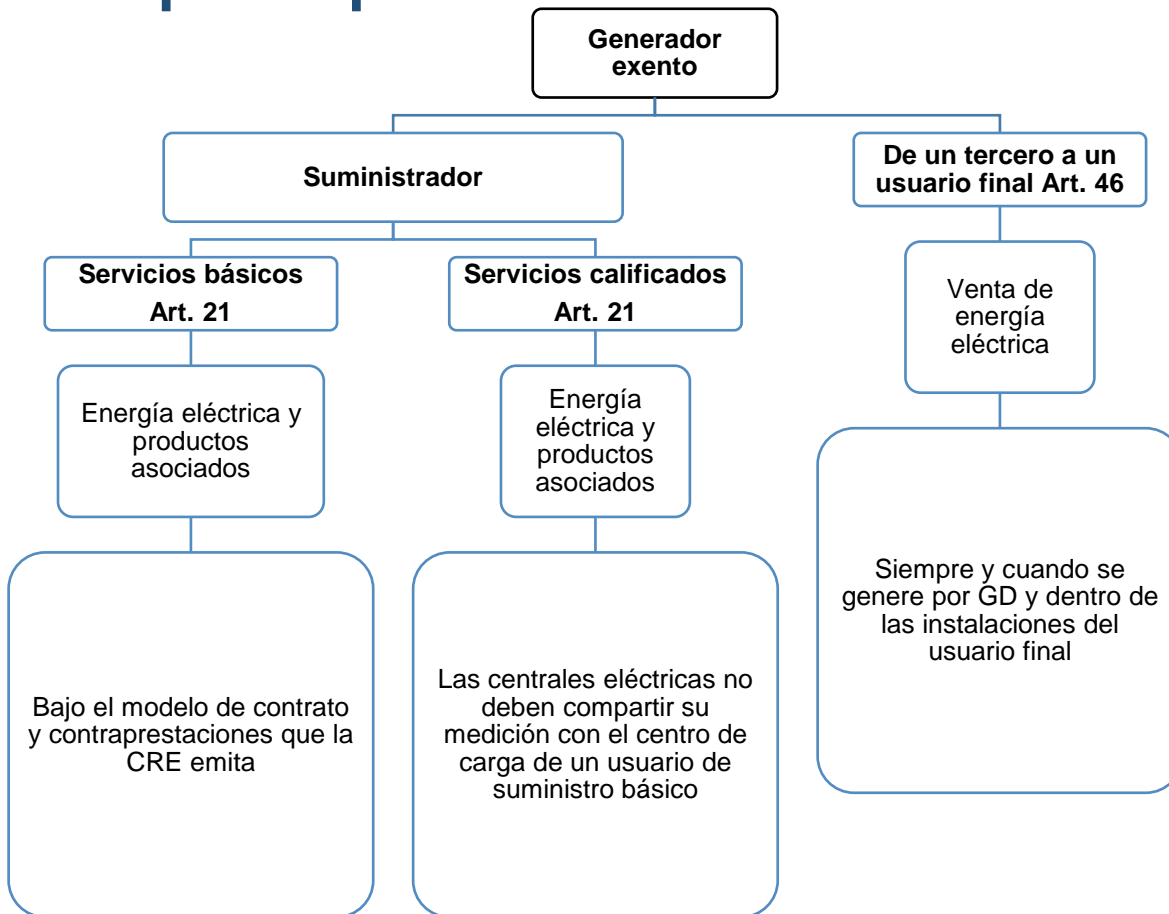 Generador
exento
Suministrador
De un tercero a un
usuario final Art. 46
Servicios básicos
Art. 21
Servicios calificados
Art. 21
Venta de
energía
eléctrica
Energía eléctrica y
productos
asociados
Energía
eléctrica y
productos
asociados
Siempre y cuando se
genere por GD y dentro de
las instalaciones del
usuario final
Bajo el modelo de contrato
y contraprestaciones que la
CRE emita
Las centrales eléctricas no
deben compartir su
medición con el centro de
carga de un usuario de
suministro básico